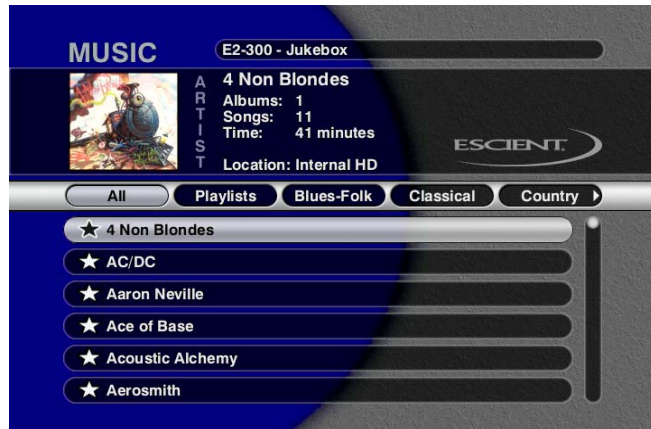 MUSIC
E2-300 - Jukebox
ARTIST
4 Non Blondes
Albums: 1
Songs: 11
Time: 41 minutes
Location: Internal HD
ESCIENT.
All
Playlists
Blues-Folk
Classical
Country
4 Non Blondes
AC/DC
Aaron Neville
Ace of Base
Acoustic Alchemy
Aerosmith